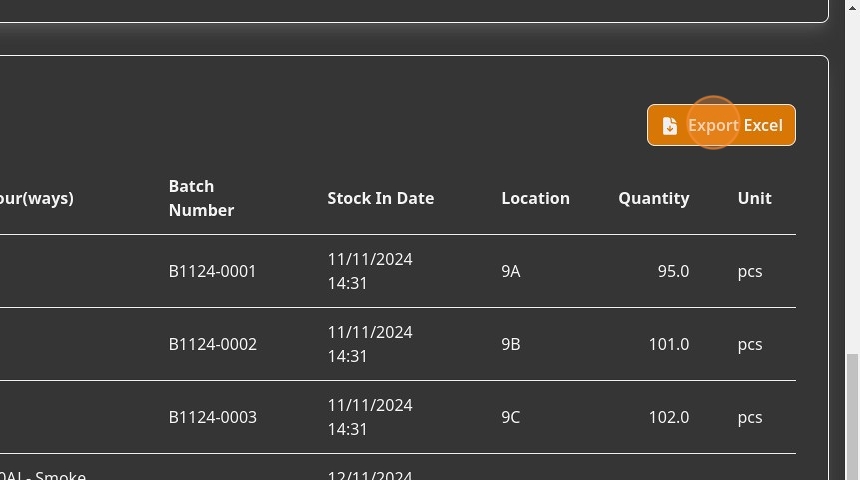 Export Excel
our(ways) Batch Number Stock In Date Location Quantity Unit
B1124-0001 11/11/2024 14:31 9A 95.0 pcs
B1124-0002 11/11/2024 14:31 9B 101.0 pcs
B1124-0003 11/11/2024 14:31 9C 102.0 pcs
- Smoke 12/11/2024